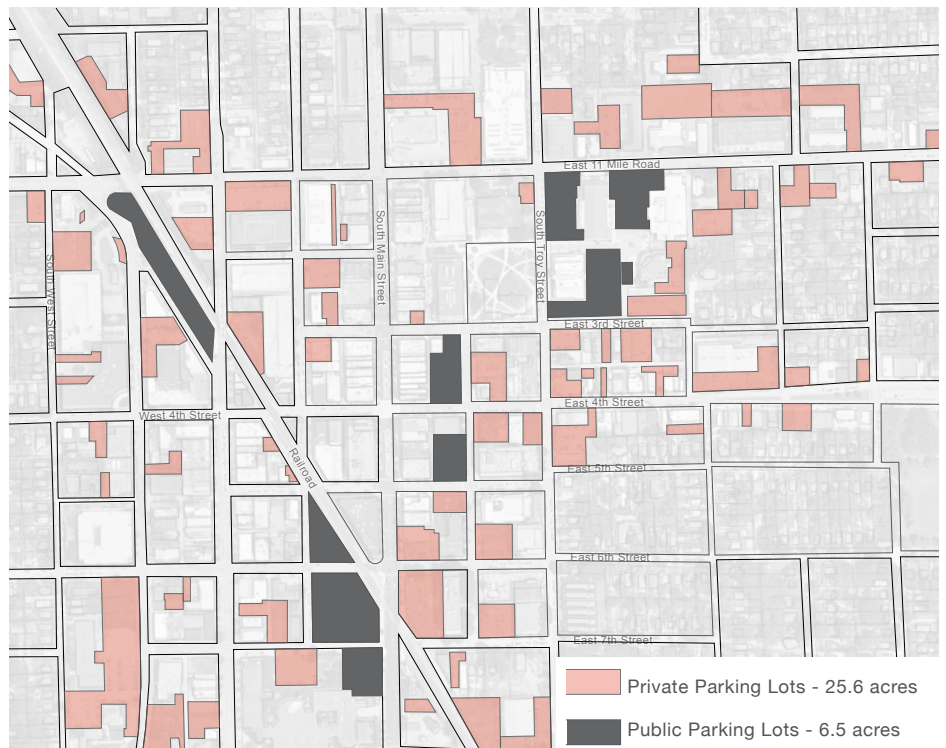 East 11 Mile Road
South Main Street
South Troy Street
South West Street
East 3rd Street
East 4th Street
West 4th Street
Railroad
East 5th Street
East 6th Street
East 7th Street
Private Parking Lots - 25.6 acres
Public Parking Lots - 6.5 acres